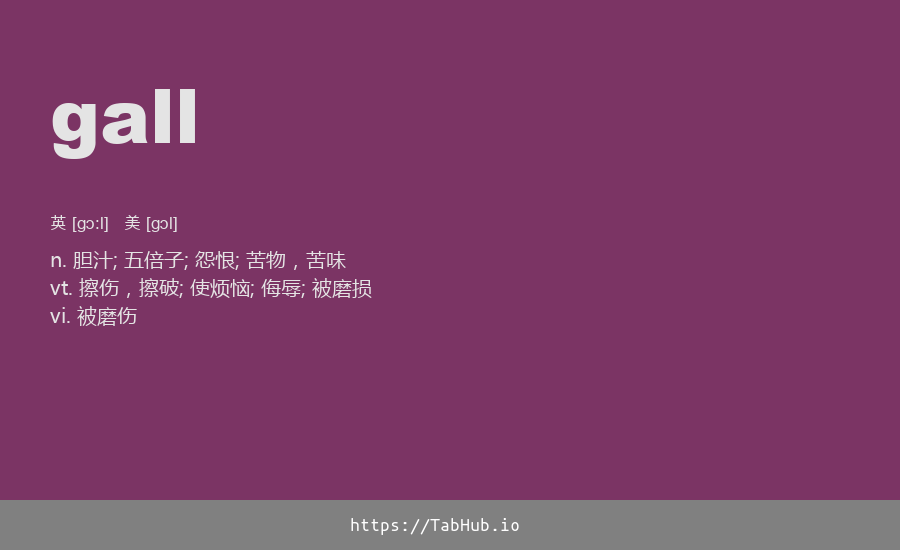 gall
英 [gɔ:l] 美 [gɔl]
n. 胆汁; 五倍子; 怨恨; 苦物，苦味
vt. 擦伤，擦破; 使烦恼; 侮辱; 被磨损
vi. 被磨伤
https://TabHub.io